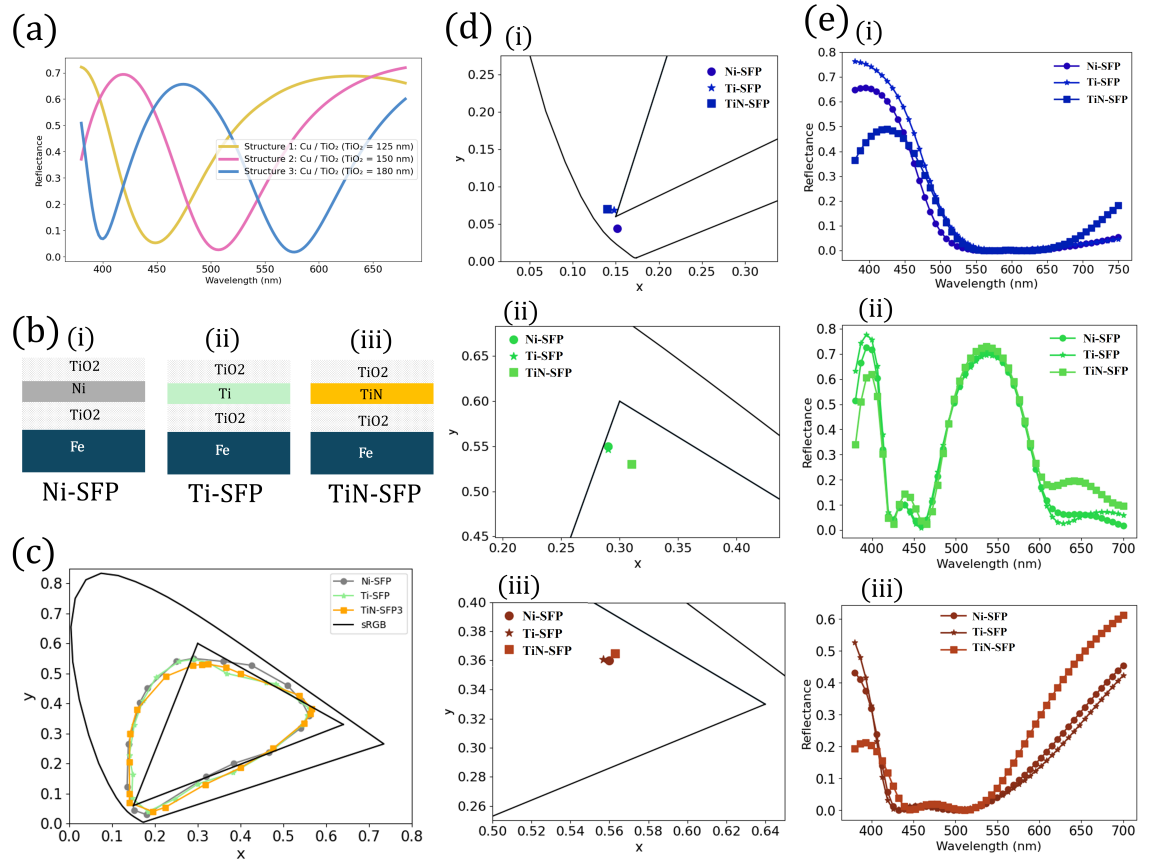 (a)
0.7
0.6
0.5
0.4
0.3
0.2
0.1
0.0
Reflectance
Structure 1: Cu / TiO₂ (TiO₂ = 125 nm)
Structure 2: Cu / TiO₂ (TiO₂ = 150 nm)
Structure 3: Cu / TiO₂ (TiO₂ = 180 nm)
400 450 500 550 600 650
Wavelength (nm)
(b)
(i) (ii) (iii)
TiO2 TiO2 TiO2
Ni Ti TiN
TiO2 TiO2 TiO2
Fe Fe Fe
Ni-SFP Ti-SFP TiN-SFP
(c)
0.8
0.7
0.6
0.5
0.4
0.3
0.2
0.1
0.0
y
Ni-SFP
Ti-SFP
TiN-SFP3
sRGB
0.0 0.1 0.2 0.3 0.4 0.5 0.6 0.7 0.8
x
(d)
(i)
0.25
0.20
0.15
0.10
0.05
0.00
y
Ni-SFP
Ti-SFP
TiN-SFP
0.05 0.10 0.15 0.20 0.25 0.30
x
(ii)
0.65
0.60
0.55
0.50
0.45
y
Ni-SFP
Ti-SFP
TiN-SFP
0.20 0.25 0.30 0.35 0.40
x
(iii)
0.40
0.38
0.36
0.34
0.32
0.30
0.28
0.26
y
Ni-SFP
Ti-SFP
TiN-SFP
0.50 0.52 0.54 0.56 0.58 0.60 0.62 0.64
x
(e)
(i)
0.8
0.7
0.6
0.5
0.4
0.3
0.2
0.1
0.0
Reflectance
Ni-SFP
Ti-SFP
TiN-SFP
400 450 500 550 600 650 700 750
Wavelength (nm)
(ii)
0.8
0.7
0.6
0.5
0.4
0.3
0.2
0.1
0.0
Reflectance
Ni-SFP
Ti-SFP
TiN-SFP
400 450 500 550 600 650 700
Wavelength (nm)
(iii)
0.6
0.5
0.4
0.3
0.2
0.1
0.0
Reflectance
Ni-SFP
Ti-SFP
TiN-SFP
400 450 500 550 600 650 700
Wavelength (nm)